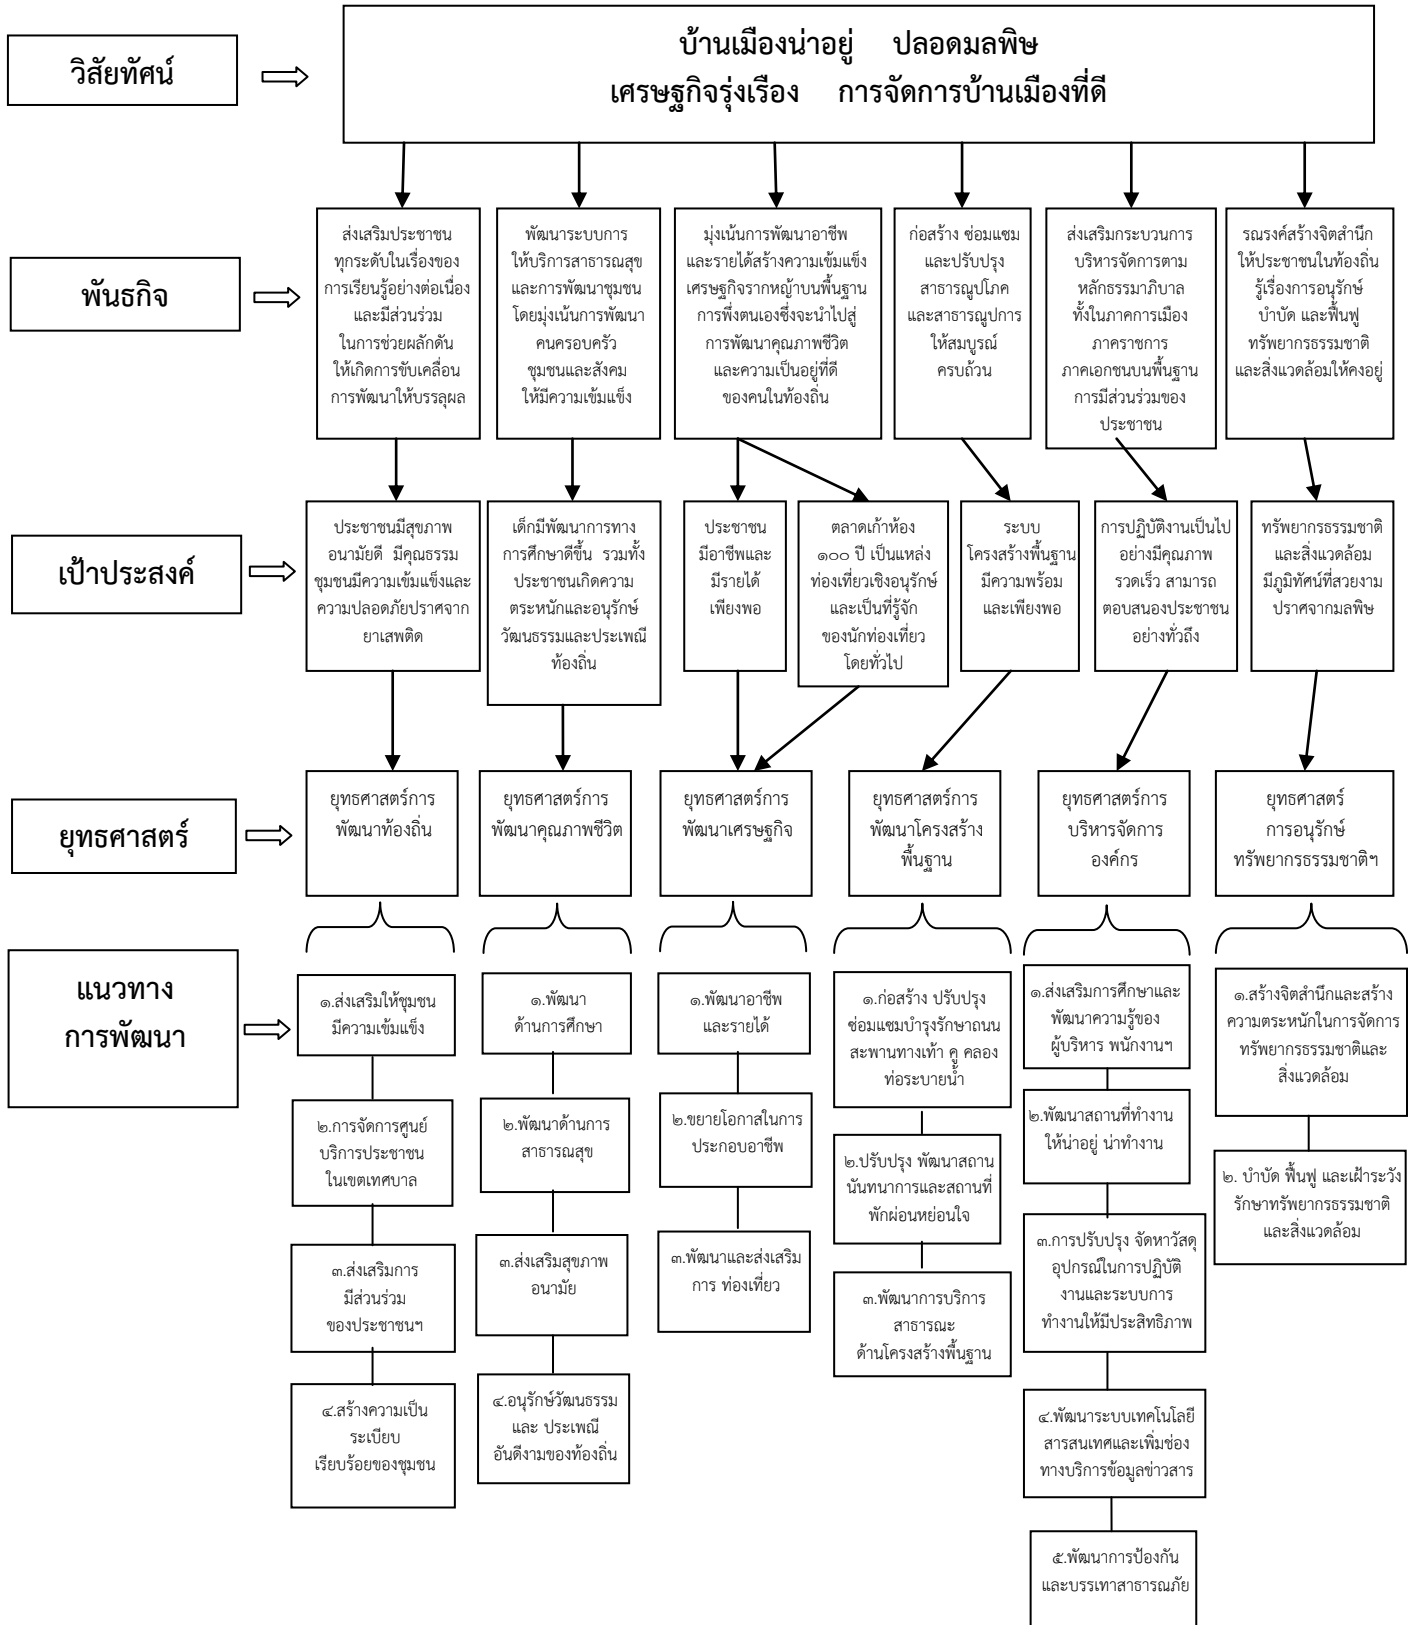 วิสัยทัศน์
บ้านเมืองน่าอยู่ ปลอดมลพิษ
เศรษฐกิจรุ่งเรือง การจัดการบ้านเมืองที่ดี
พันธกิจ
ส่งเสริมประชาชน
ทุกระดับในเรื่องของ
การเรียนรู้อย่างต่อเนื่อง
และมีส่วนร่วม
ในการช่วยผลักดัน
ให้เกิดการขับเคลื่อน
การพัฒนาให้บรรลุผล
พัฒนาระบบการ
ให้บริการสาธารณสุข
และการพัฒนาชุมชน
โดยมุ่งเน้นการพัฒนา
คนครอบครัว
ชุมชนและสังคม
ให้มีความเข้มแข็ง
มุ่งเน้นการพัฒนาอาชีพ
และรายได้สร้างความเข้มแข็ง
เศรษฐกิจรากหญ้าบนพื้นฐาน
การพึ่งตนเองซึ่งจะนำไปสู่
การพัฒนาคุณภาพชีวิต
และความเป็นอยู่ที่ดี
ของคนในท้องถิ่น
ก่อสร้าง ซ่อมแซม
และปรับปรุง
สาธารณูปโภค
และสาธารณูปการ
ให้สมบูรณ์
ครบถ้วน
ส่งเสริมกระบวนการ
บริหารจัดการตาม
หลักธรรมาภิบาล
ทั้งในภาคการเมือง
ภาคราชการ
ภาคเอกชนบนพื้นฐาน
การมีส่วนร่วมของ
ประชาชน
รณรงค์สร้างจิตสำนึก
ให้ประชาชนในท้องถิ่น
รู้เรื่องการอนุรักษ์
บำบัด และฟื้นฟู
ทรัพยากรธรรมชาติ
และสิ่งแวดล้อมให้คงอยู่
เป้าประสงค์
ประชาชนมีสุขภาพ
อนามัยดี มีคุณธรรม
ชุมชนมีความเข้มแข็งและ
ความปลอดภัยปราศจาก
ยาเสพติด
เด็กมีพัฒนาการทาง
การศึกษาดีขึ้น รวมทั้ง
ประชาชนเกิดความ
ตระหนักและอนุรักษ์
วัฒนธรรมและประเพณี
ท้องถิ่น
ประชาชน
มีอาชีพและ
มีรายได้
เพียงพอ
ตลาดเก้าห้อง
๑๐๐ ปี เป็นแหล่ง
ท่องเที่ยวเชิงอนุรักษ์
และเป็นที่รู้จัก
ของนักท่องเที่ยว
โดยทั่วไป
ระบบ
โครงสร้างพื้นฐาน
มีความพร้อม
และเพียงพอ
การปฏิบัติงานเป็นไป
อย่างมีคุณภาพ
รวดเร็ว สามารถ
ตอบสนองประชาชน
อย่างทั่วถึง
ทรัพยากรธรรมชาติ
และสิ่งแวดล้อม
มีภูมิทัศน์ที่สวยงาม
ปราศจากมลพิษ
ยุทธศาสตร์
ยุทธศาสตร์การ
พัฒนาท้องถิ่น
ยุทธศาสตร์การ
พัฒนาคุณภาพชีวิต
ยุทธศาสตร์การ
พัฒนาเศรษฐกิจ
ยุทธศาสตร์การ
พัฒนาโครงสร้าง
พื้นฐาน
ยุทธศาสตร์การ
บริหารจัดการ
องค์กร
ยุทธศาสตร์
การอนุรักษ์
ทรัพยากรธรรมชาติฯ
แนวทาง
การพัฒนา
๑.ส่งเสริมให้ชุมชน
มีความเข้มแข็ง
๒.การจัดการศูนย์
บริการประชาชน
ในเขตเทศบาล
๓.ส่งเสริมการ
มีส่วนร่วม
ของประชาชนฯ
๔.สร้างความเป็น
ระเบียบ
เรียบร้อยของชุมชน
๑.พัฒนา
ด้านการศึกษา
๒.พัฒนาด้านการ
สาธารณสุข
๓.ส่งเสริมสุขภาพ
อนามัย
๔.อนุรักษ์วัฒนธรรม
และ ประเพณี
อันดีงามของท้องถิ่น
๑.พัฒนาอาชีพ
และรายได้
๒.ขยายโอกาสในการ
ประกอบอาชีพ
๓.พัฒนาและส่งเสริม
การ ท่องเที่ยว
๑.ก่อสร้าง ปรับปรุง
ซ่อมแซมบำรุงรักษาถนน
สะพานทางเท้า คู คลอง
ท่อระบายน้ำ
๒.ปรับปรุง พัฒนาสถาน
นันทนาการและสถานที่
พักผ่อนหย่อนใจ
๓.พัฒนาการบริการ
สาธารณะ
ด้านโครงสร้างพื้นฐาน
๑.ส่งเสริมการศึกษาและ
พัฒนาความรู้ของ
ผู้บริหาร พนักงานฯ
๒.พัฒนาสถานที่ทำงาน
ให้น่าอยู่ น่าทำงาน
๓.การปรับปรุง จัดหาวัสดุ
อุปกรณ์ในการปฏิบัติ
งานและระบบการ
ทำงานให้มีประสิทธิภาพ
๔.พัฒนาระบบเทคโนโลยี
สารสนเทศและเพิ่มช่อง
ทางบริการข้อมูลข่าวสาร
๕.พัฒนาการป้องกัน
และบรรเทาสาธารณภัย
๑.สร้างจิตสำนึกและสร้าง
ความตระหนักในการจัดการ
ทรัพยากรธรรมชาติและ
สิ่งแวดล้อม
๒. บำบัด ฟื้นฟู และเฝ้าระวัง
รักษาทรัพยากรธรรมชาติ
และสิ่งแวดล้อม